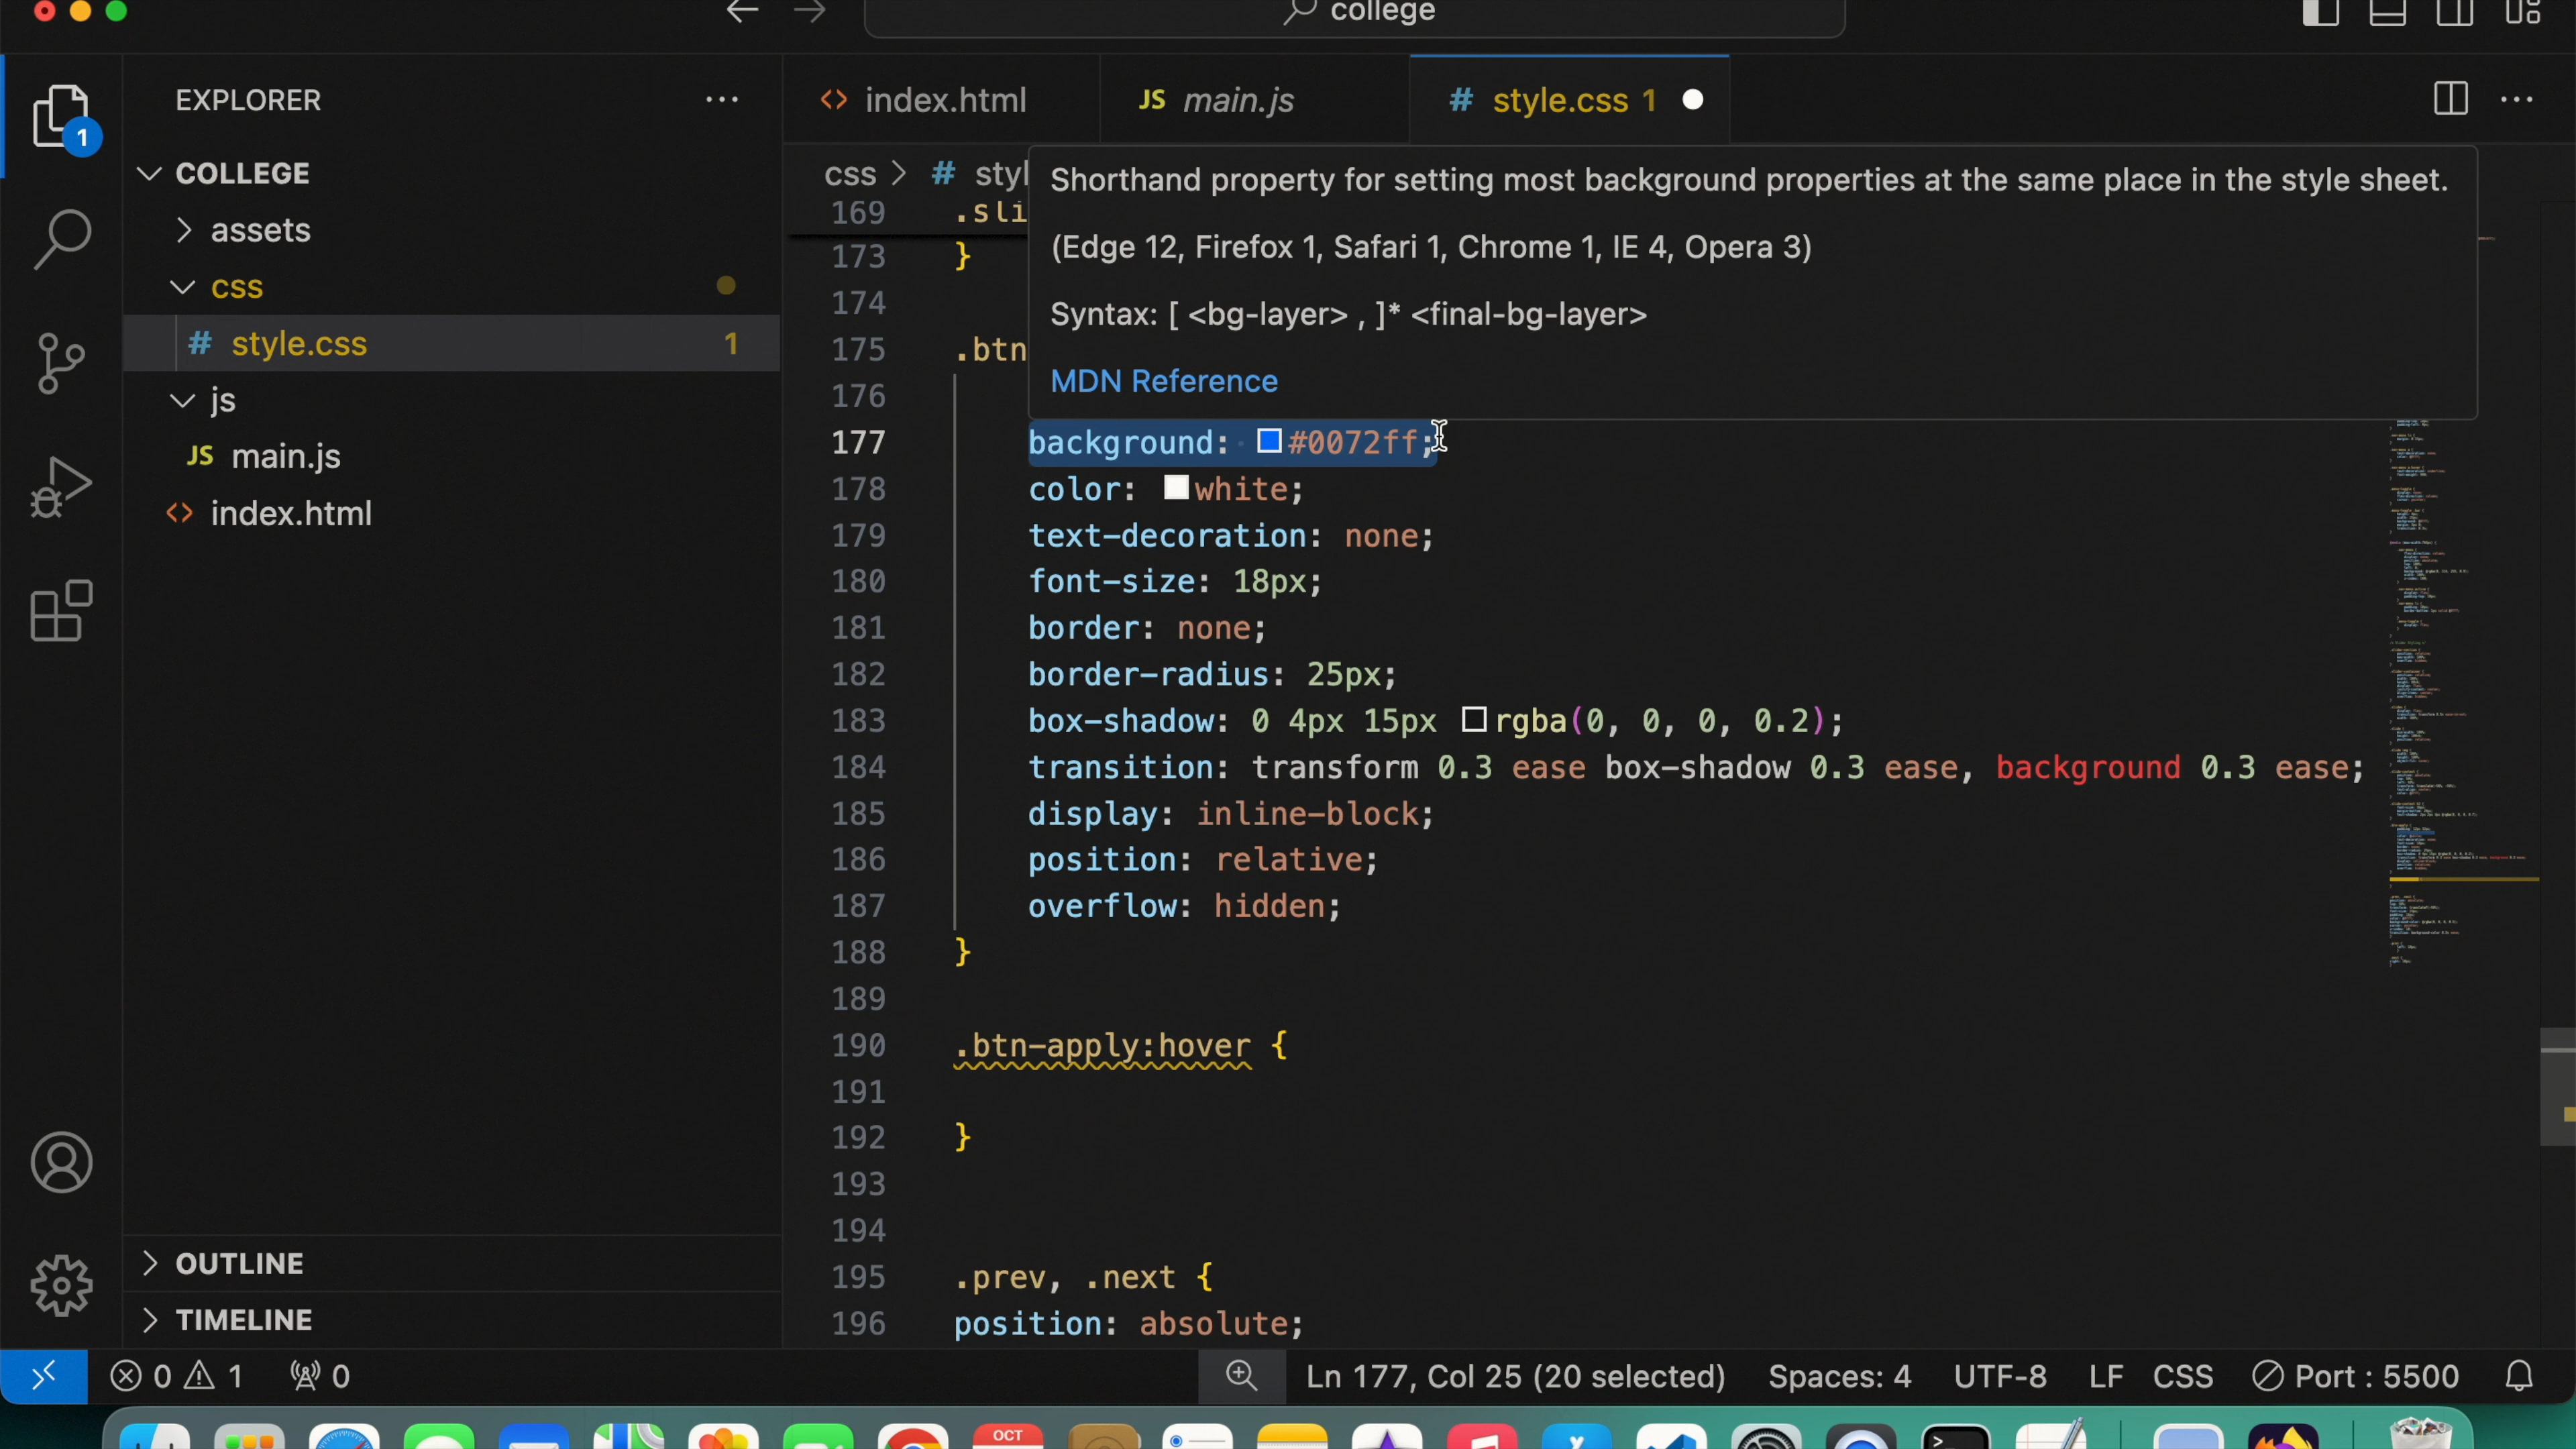 college
EXPLORER
index.html
JS main.js
# style.css 1
1
COLLEGE
assets
css
# style.css 1
js
JS main.js
index.html
OUTLINE
TIMELINE
css > # styl
Shorthand property for setting most background properties at the same place in the style sheet.
(Edge 12, Firefox 1, Safari 1, Chrome 1, IE 4, Opera 3)
Syntax: [ <bg-layer> , ]* <final-bg-layer>
MDN Reference
169 .sli
173 }
174
175 .btn
176
177 background: #0072ff;
178 color: white;
179 text-decoration: none;
180 font-size: 18px;
181 border: none;
182 border-radius: 25px;
183 box-shadow: 0 4px 15px rgba(0, 0, 0, 0.2);
184 transition: transform 0.3 ease box-shadow 0.3 ease, background 0.3 ease;
185 display: inline-block;
186 position: relative;
187 overflow: hidden;
188 }
189
190 .btn-apply:hover {
191
192 }
193
194
195 .prev, .next {
196 position: absolute;
0 1 0 Ln 177, Col 25 (20 selected) Spaces: 4 UTF-8 LF CSS Port : 5500
OCT